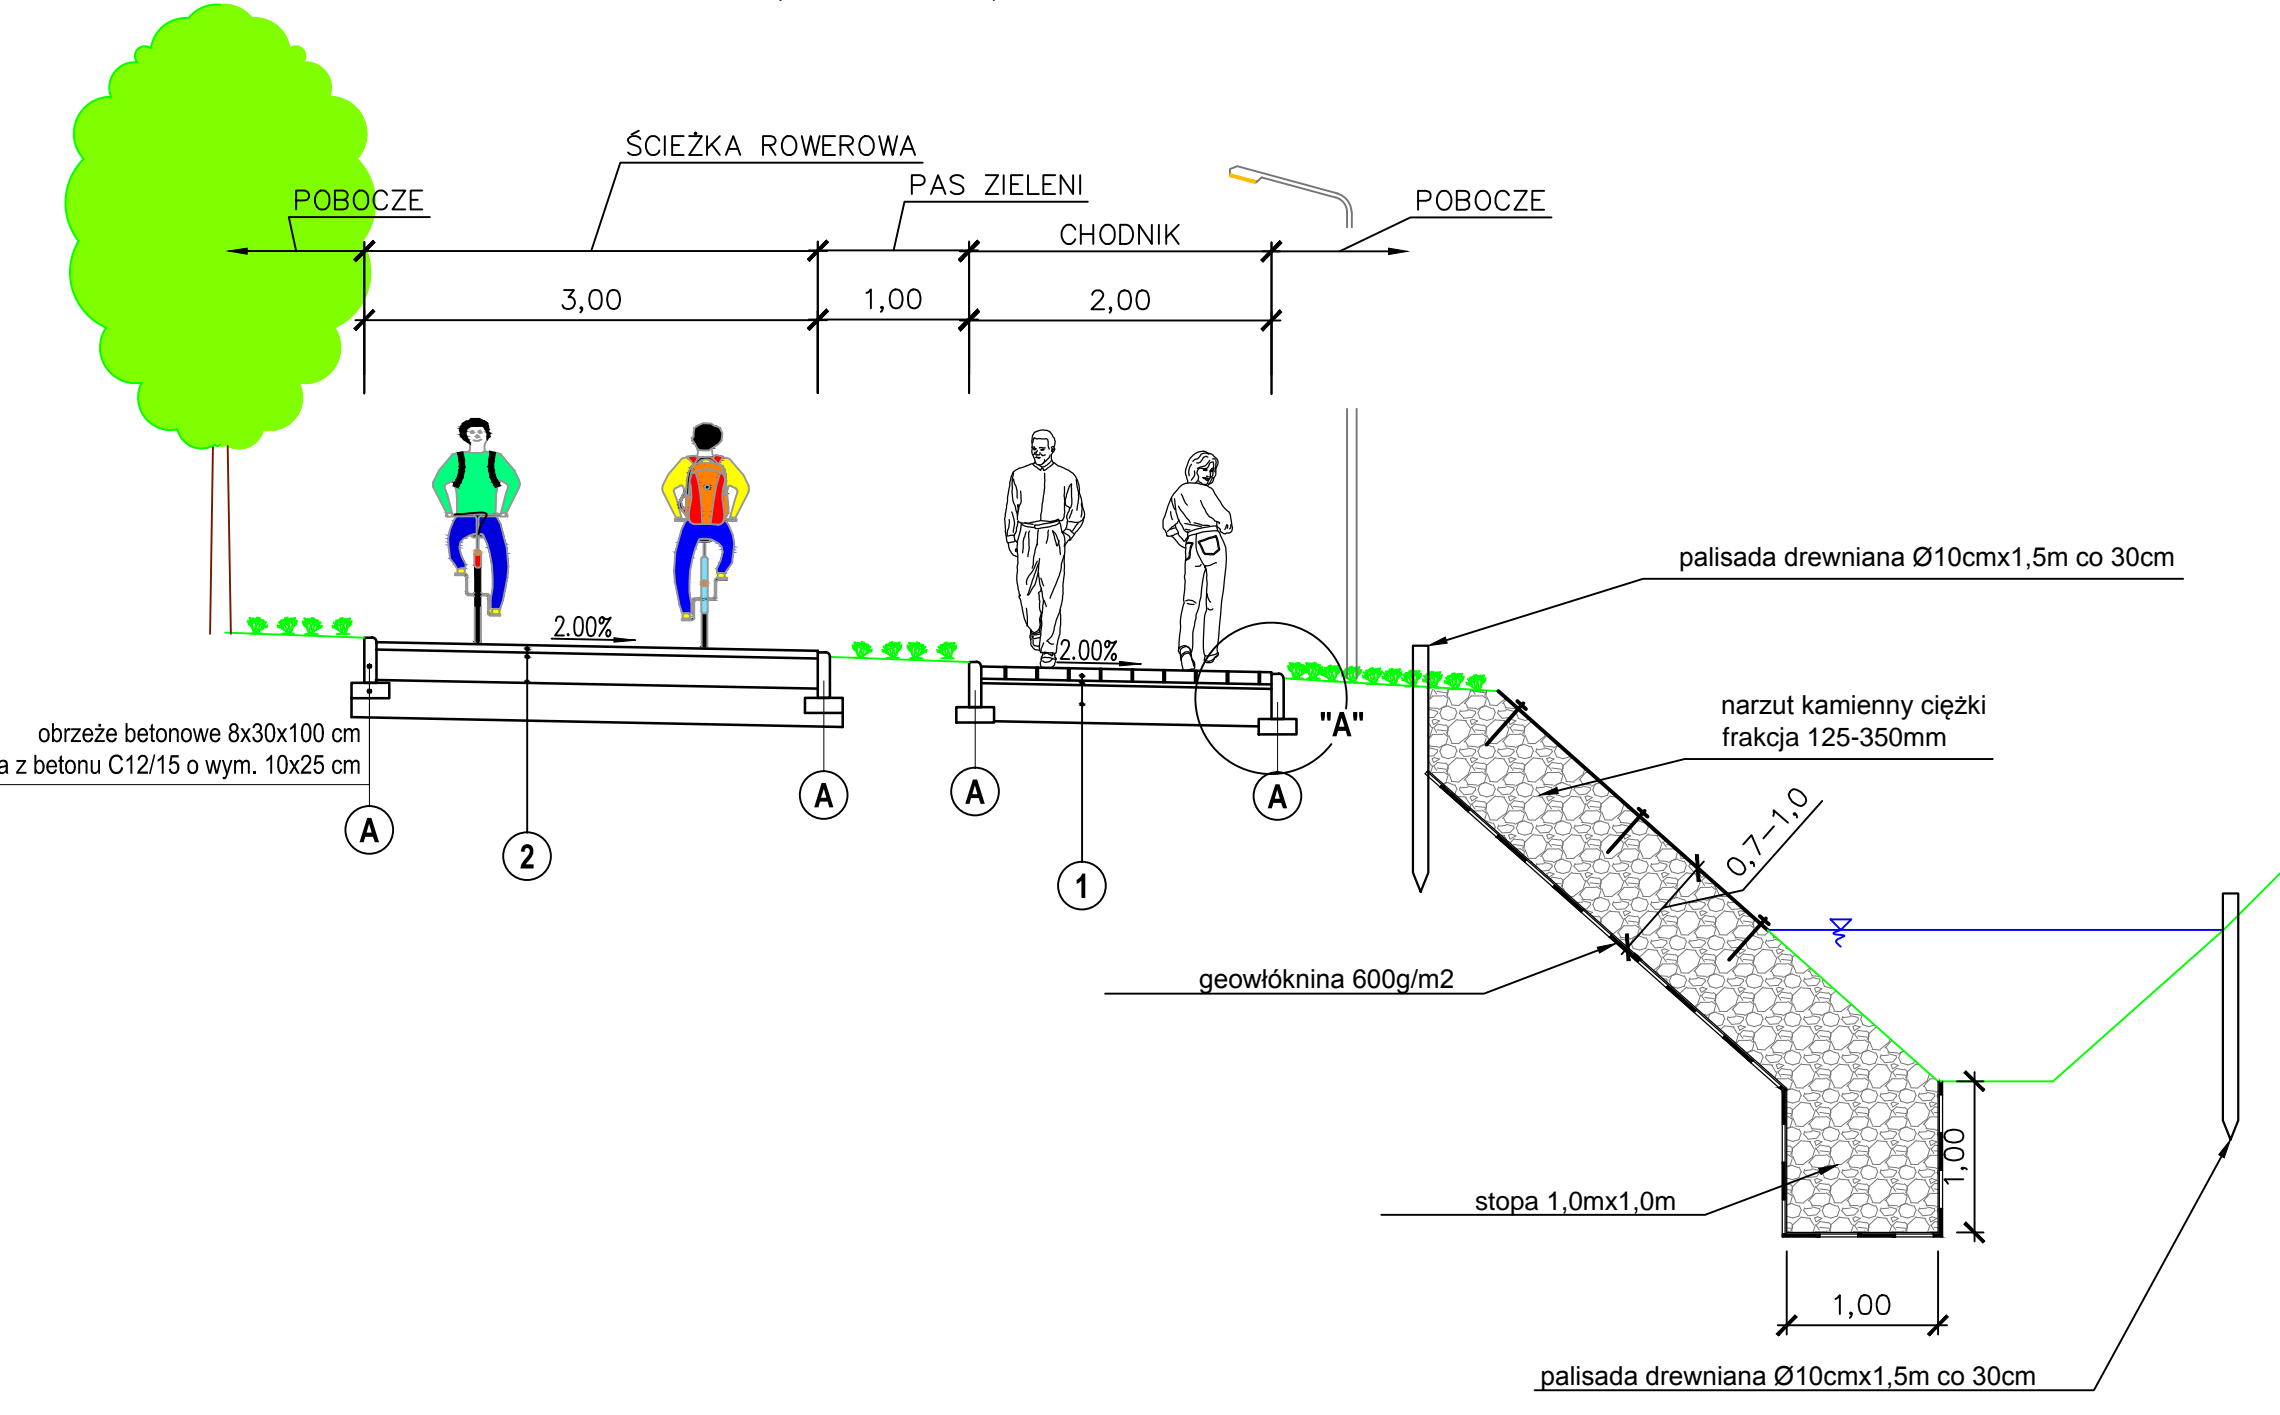 ŚCIEŻKA ROWEROWA
PAS ZIELENI
POBOCZE
POBOCZE
CHODNIK
3,00
1,00
2,00
palisada drewniana Ø10cmx1,5m co 30cm
2.00%
2.00%
narzut kamienny ciężki
frakcja 125-350mm
"A"
obrzeże betonowe 8x30x100 cm
a z betonu C12/15 o wym. 10x25 cm
A
A
A
A
2
1
0,7-1,0
geowłóknina 600g/m2
1,00
stopa 1,0mx1,0m
1,00
palisada drewniana Ø10cmx1,5m co 30cm